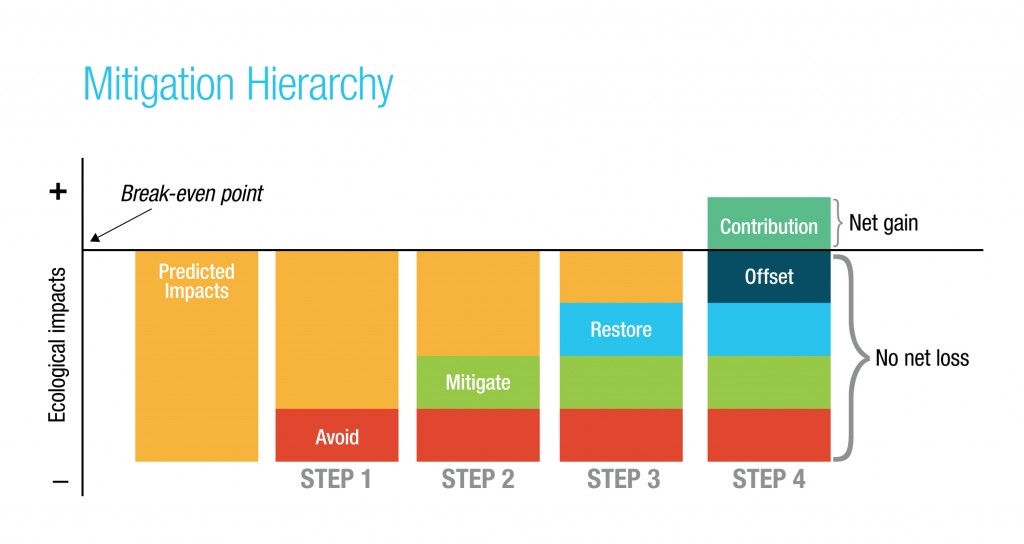 Mitigation Hierarchy
+
Break-even point
Contribution
Net gain
Predicted
Impacts
Offset
Restore
No net loss
Mitigate
Avoid
Ecological impacts
–
STEP 1
STEP 2
STEP 3
STEP 4